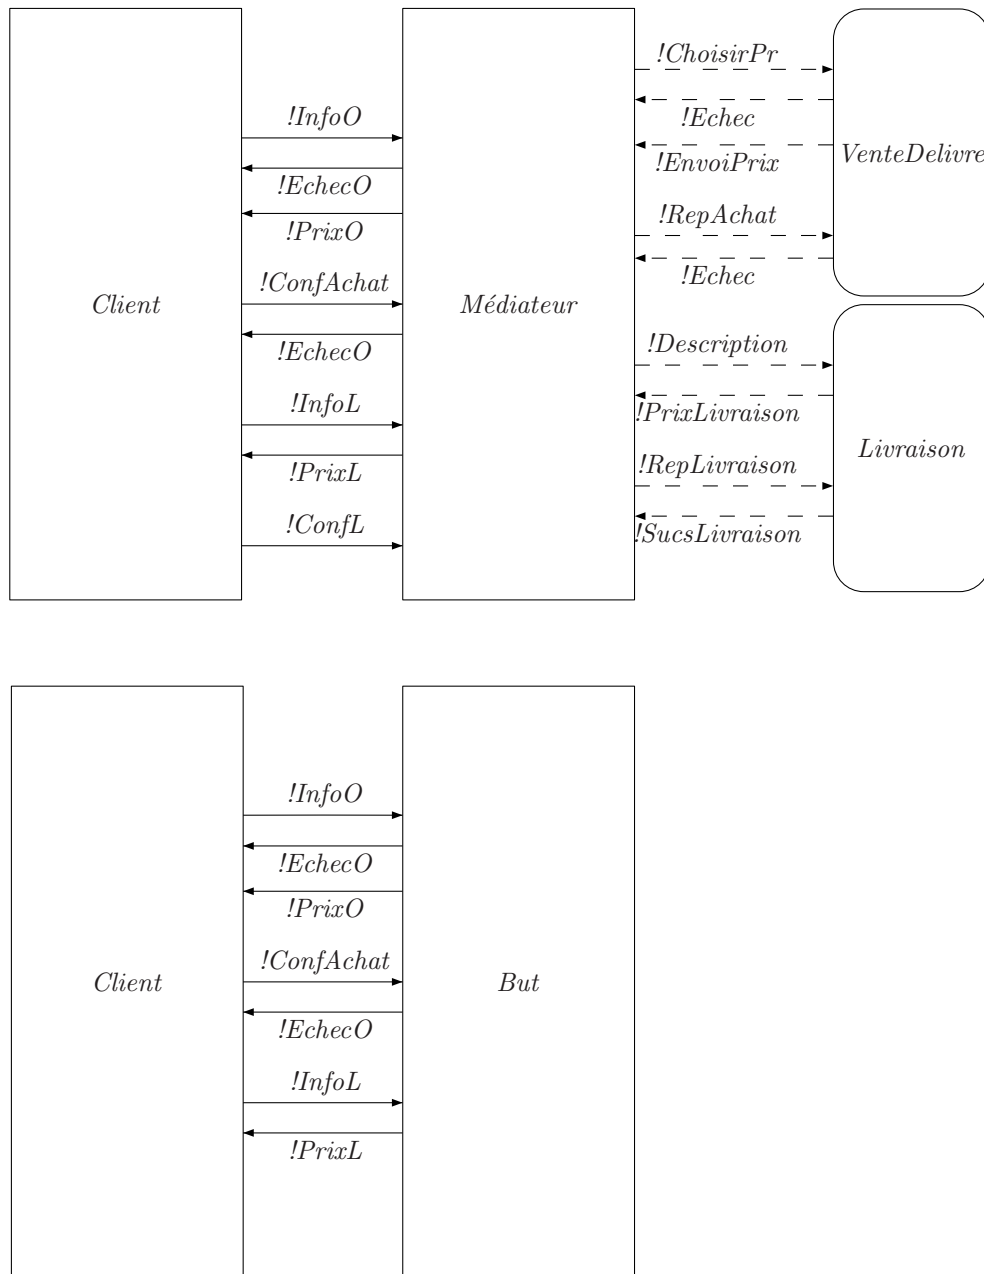 !ChoisirPr
!InfoO
!Echec
!EnvoiPrix
VenteDelivre
!EchecO
!PrixO
!RepAchat
!ConfAchat
!Echec
Client
Médiateur
!EchecO
!Description
!InfoL
!PrixLivraison
Livraison
!PrixL
!RepLivraison
!ConfL
!SucsLivraison
!InfoO
!EchecO
!PrixO
!ConfAchat
Client
But
!EchecO
!InfoL
!PrixL